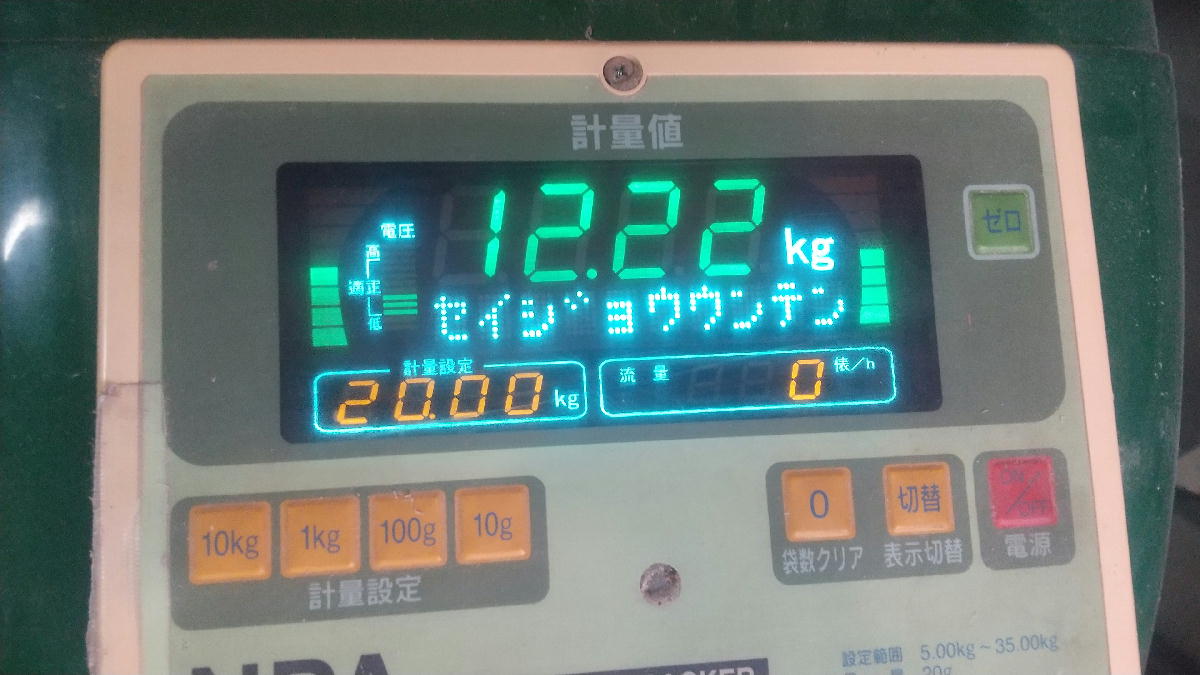 計量値
12.22 kg
電圧
高
適正
低
セイジョウウンテン
計量設定
20.00 kg
流量 0 俵/h
ゼロ
10kg 1kg 100g 10g
計量設定
0 切替
袋数クリア 表示切替
ON/OFF
電源
設定範囲 5.00kg~35.00kg
20g